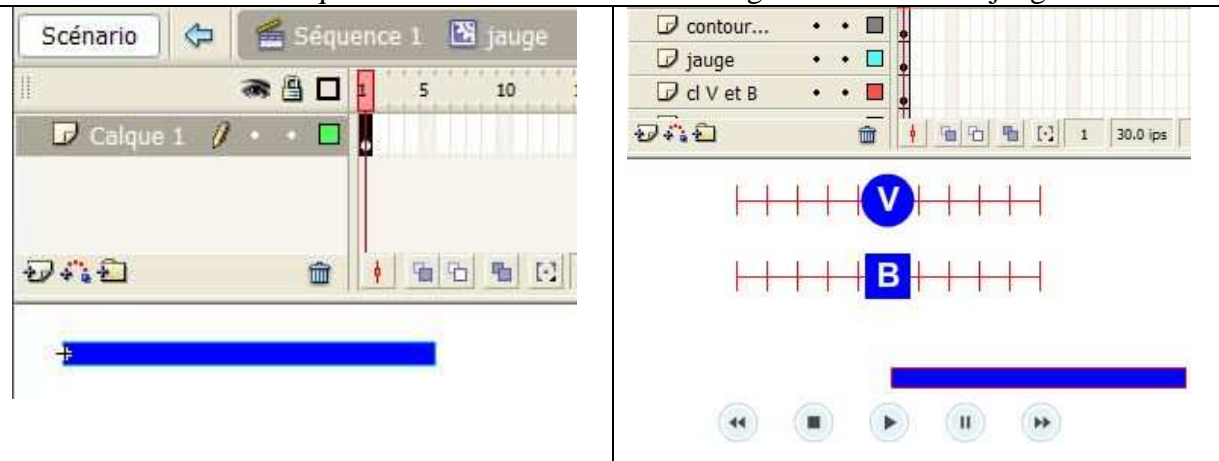 Scénario Séquence 1 jauge
1 5 10
Calque 1
contour...
jauge
cl V et B
1 30.0 ips
V
B